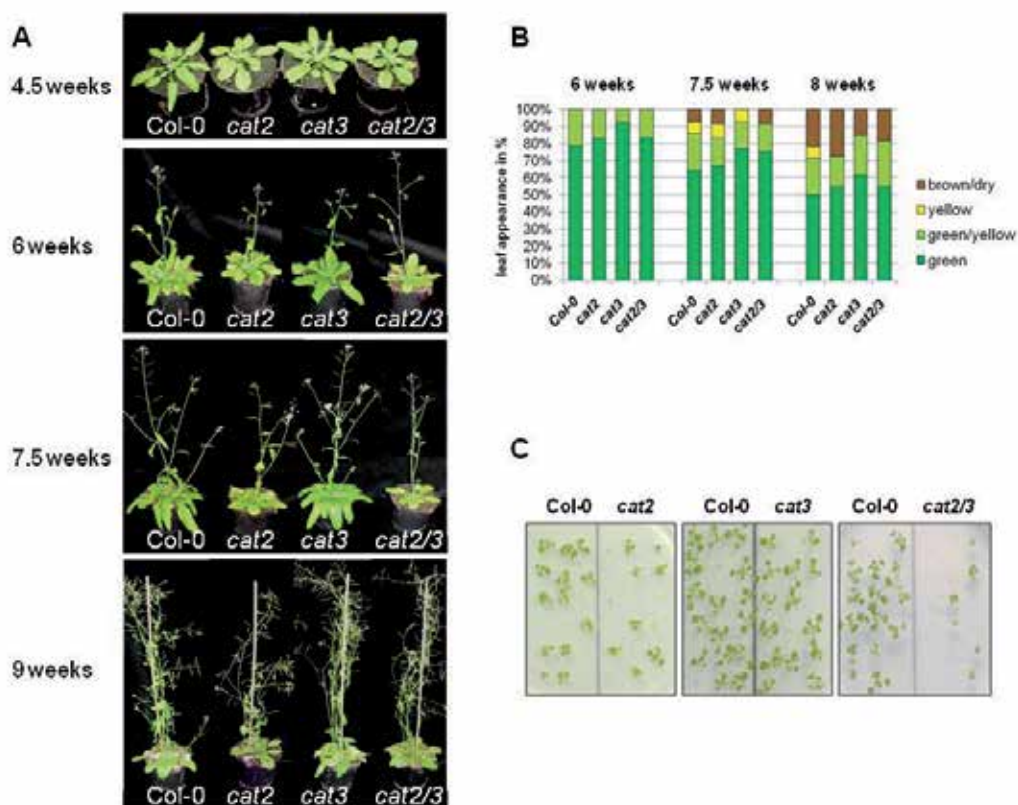 A
4.5 weeks
Col-0 cat2 cat3 cat2/3
6 weeks
Col-0 cat2 cat3 cat2/3
7.5 weeks
Col-0 cat2 cat3 cat2/3
9 weeks
Col-0 cat2 cat3 cat2/3
B
6 weeks 7.5 weeks 8 weeks
leaf appearance in %
100%
90%
80%
70%
60%
50%
40%
30%
20%
10%
0%
Col-0 cat2 cat3 cat2/3 Col-0 cat2 cat3 cat2/3 Col-0 cat2 cat3 cat2/3
brown/dry
yellow
green/yellow
green
C
Col-0 cat2 Col-0 cat3 Col-0 cat2/3